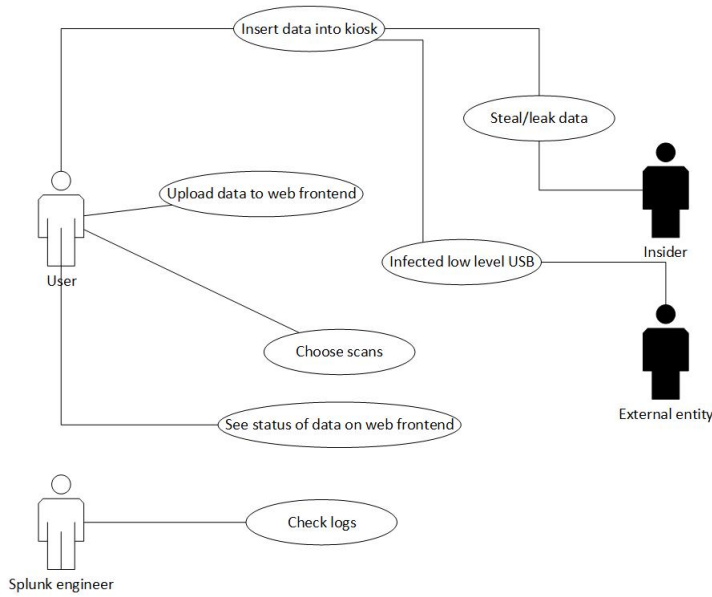 Insert data into kiosk
Steal/leak data
Upload data to web frontend
Insider
Infected low level USB
User
Choose scans
External entity
See status of data on web frontend
Check logs
Splunk engineer